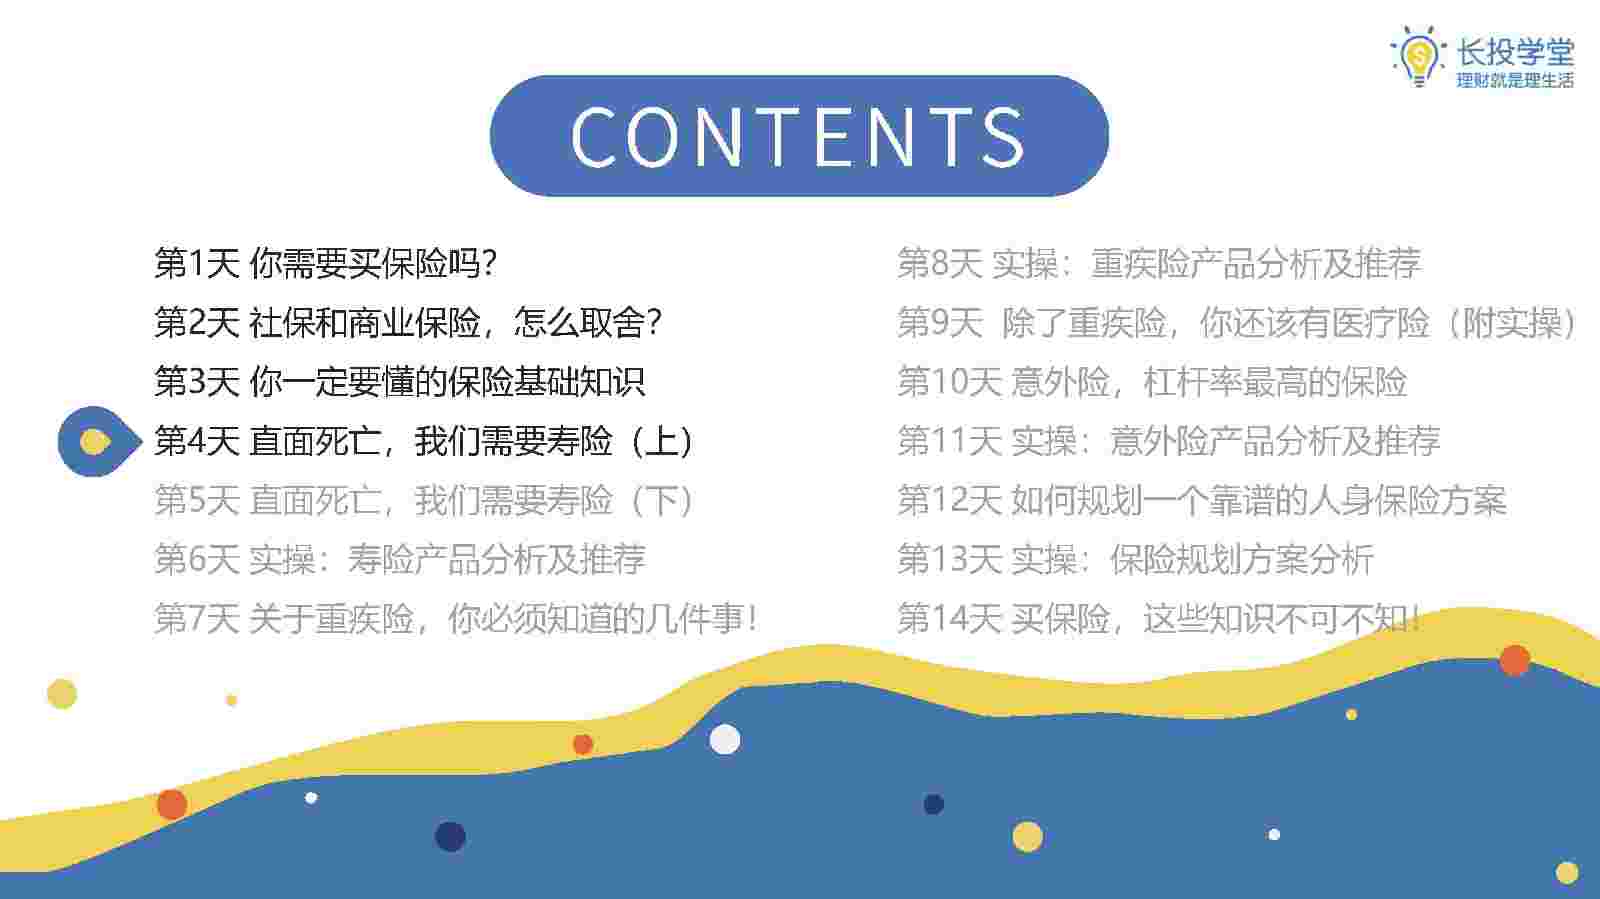 长投学堂
理财就是理生活
CONTENTS
第1天 你需要买保险吗?
第2天 社保和商业保险，怎么取舍?
第3天 你一定要懂的保险基础知识
第4天 直面死亡，我们需要寿险（上）
第5天 直面死亡，我们需要寿险（下）
第6天 实操：寿险产品分析及推荐
第7天 关于重疾险，你必须知道的几件事!
第8天 实操：重疾险产品分析及推荐
第9天 除了重疾险，你还该有医疗险（附实操）
第10天 意外险，杠杆率最高的保险
第11天 实操：意外险产品分析及推荐
第12天 如何规划一个靠谱的人身保险方案
第13天 实操：保险规划方案分析
第14天 买保险，这些知识不可不知!